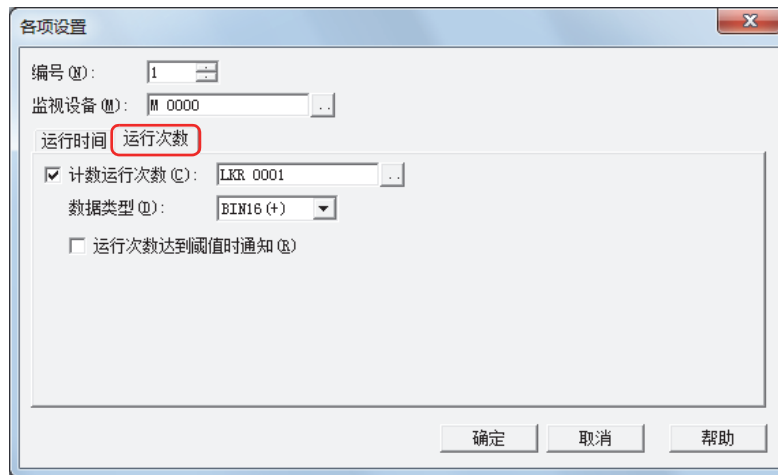 各项设置
编号(N): 1
监视设备(M): M 0000 ..
运行时间 运行次数
计数运行次数(C): LKR 0001 ..
数据类型(D): BIN16(+)
运行次数达到阈值时通知(R)
确定 取消 帮助